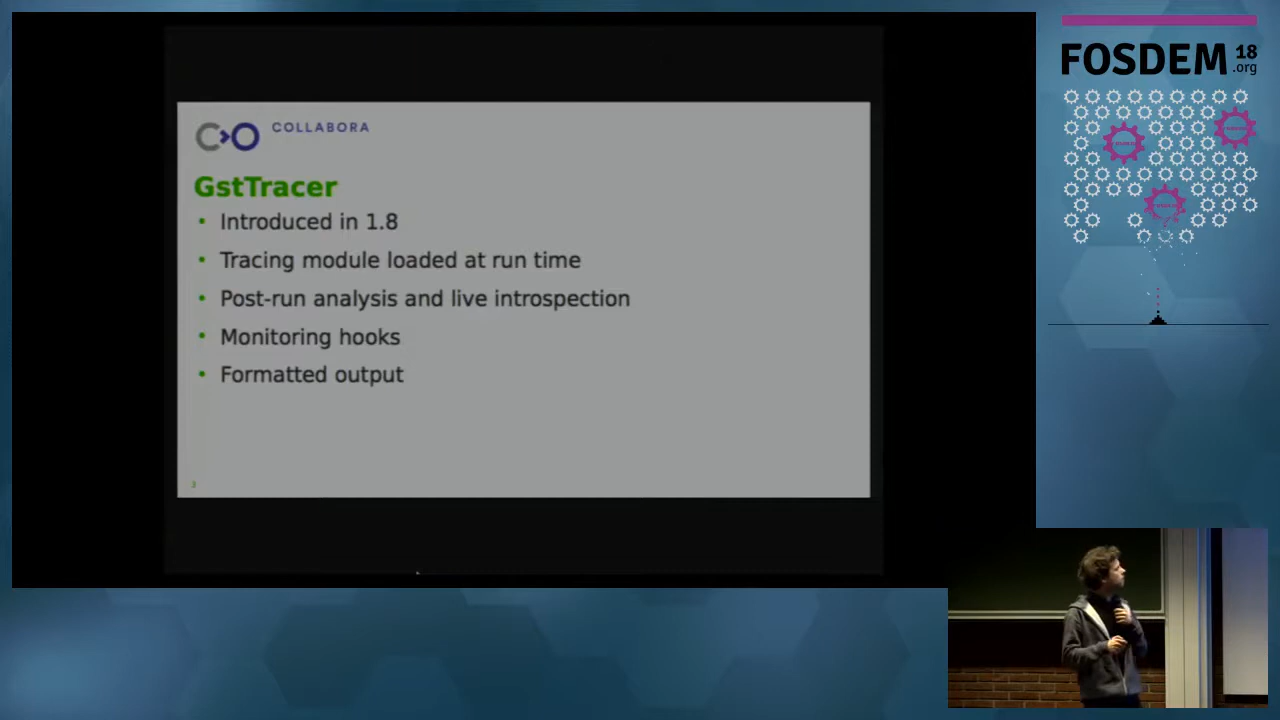 COLLABORA
GstTracer
• Introduced in 1.8
• Tracing module loaded at run time
• Post-run analysis and live introspection
• Monitoring hooks
• Formatted output
FOSDEM 18
.org